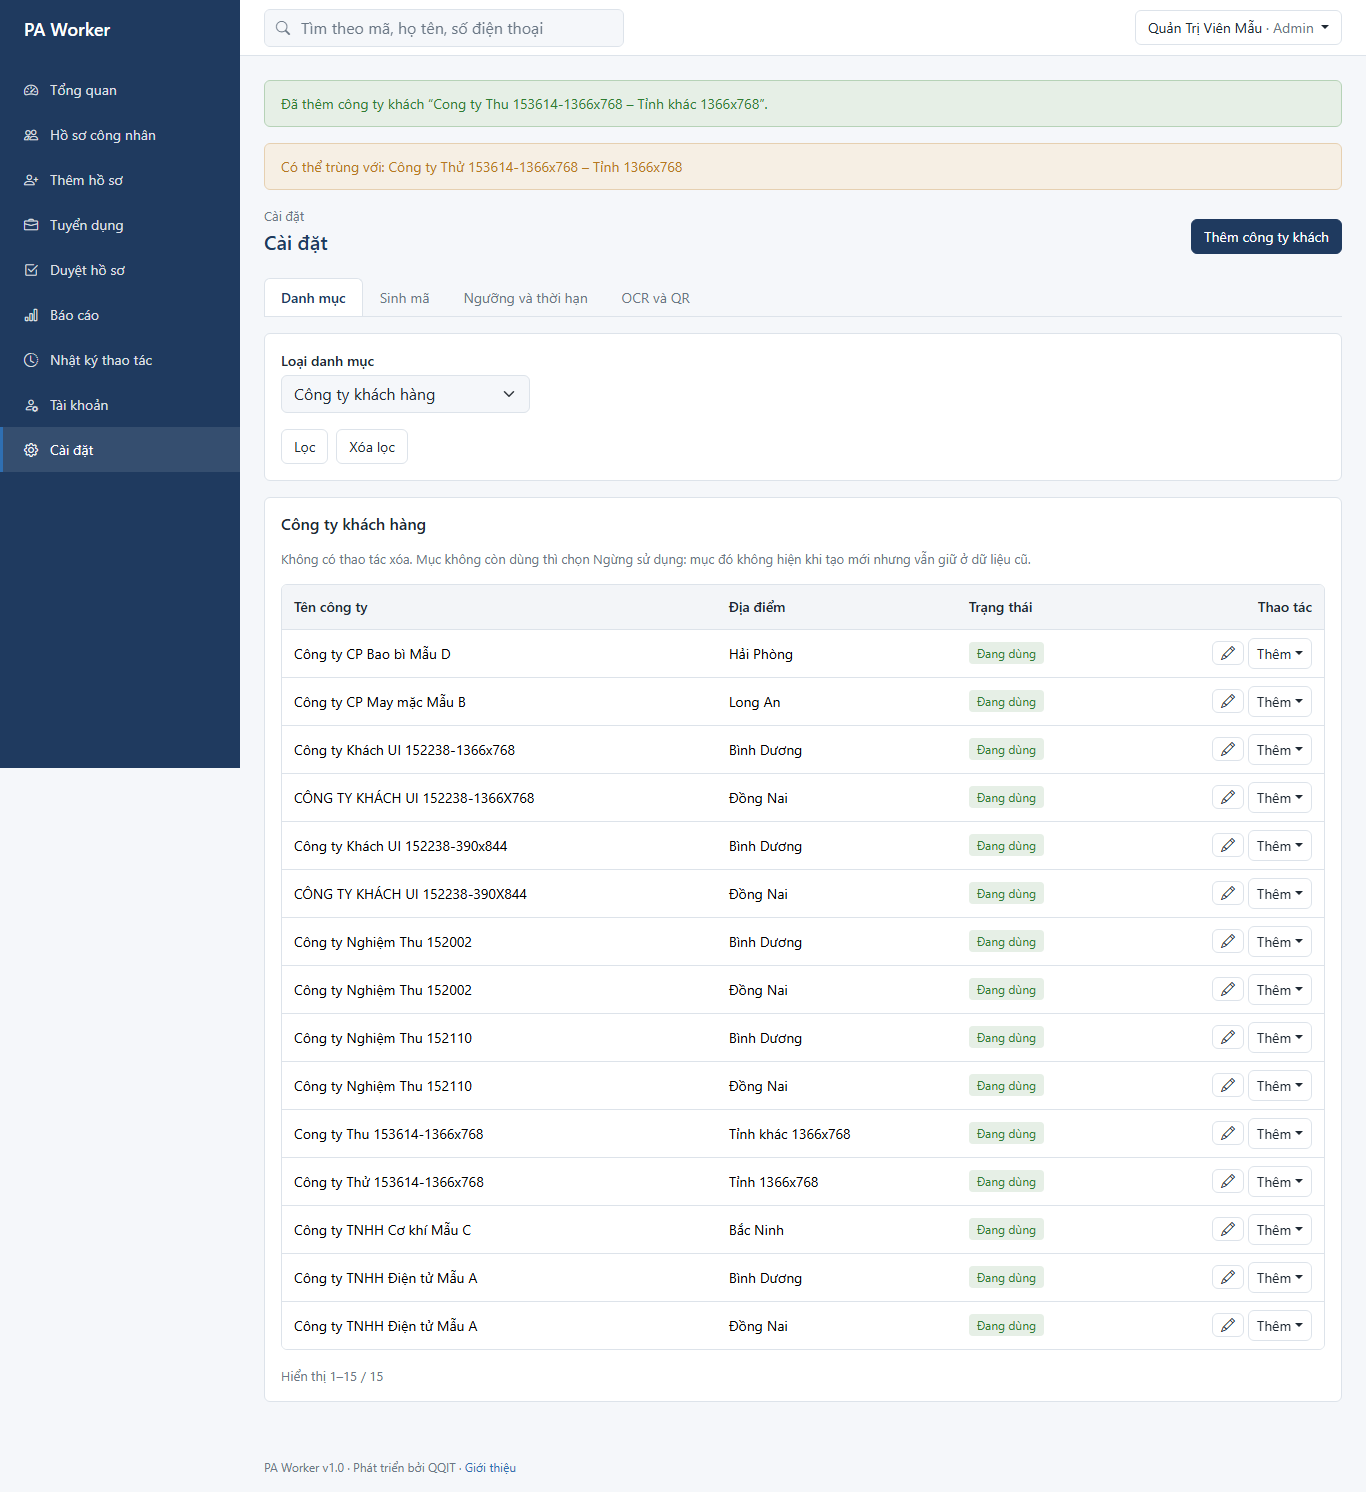 PA Worker
Tìm theo mã, họ tên, số điện thoại
Quản Trị Viên Mẫu · Admin
Tổng quan
Hồ sơ công nhân
Thêm hồ sơ
Tuyển dụng
Duyệt hồ sơ
Báo cáo
Nhật ký thao tác
Tài khoản
Cài đặt
Đã thêm công ty khách “Cong ty Thu 153614-1366x768 – Tỉnh khác 1366x768”.
Có thể trùng với: Công ty Thử 153614-1366x768 – Tỉnh 1366x768
Cài đặt
Cài đặt
Thêm công ty khách
Danh mục Sinh mã Ngưỡng và thời hạn OCR và QR
Loại danh mục
Công ty khách hàng
Lọc Xóa lọc
Công ty khách hàng
Không có thao tác xóa. Mục không còn dùng thì chọn Ngừng sử dụng: mục đó không hiện khi tạo mới nhưng vẫn giữ ở dữ liệu cũ.
Tên công ty Địa điểm Trạng thái Thao tác
Công ty CP Bao bì Mẫu D Hải Phòng Đang dùng Thêm
Công ty CP May mặc Mẫu B Long An Đang dùng Thêm
Công ty Khách UI 152238-1366x768 Bình Dương Đang dùng Thêm
CÔNG TY KHÁCH UI 152238-1366X768 Đồng Nai Đang dùng Thêm
Công ty Khách UI 152238-390x844 Bình Dương Đang dùng Thêm
CÔNG TY KHÁCH UI 152238-390X844 Đồng Nai Đang dùng Thêm
Công ty Nghiệm Thu 152002 Bình Dương Đang dùng Thêm
Công ty Nghiệm Thu 152002 Đồng Nai Đang dùng Thêm
Công ty Nghiệm Thu 152110 Bình Dương Đang dùng Thêm
Công ty Nghiệm Thu 152110 Đồng Nai Đang dùng Thêm
Cong ty Thu 153614-1366x768 Tỉnh khác 1366x768 Đang dùng Thêm
Công ty Thử 153614-1366x768 Tỉnh 1366x768 Đang dùng Thêm
Công ty TNHH Cơ khí Mẫu C Bắc Ninh Đang dùng Thêm
Công ty TNHH Điện tử Mẫu A Bình Dương Đang dùng Thêm
Công ty TNHH Điện tử Mẫu A Đồng Nai Đang dùng Thêm
Hiển thị 1–15 / 15
PA Worker v1.0 · Phát triển bởi QQIT · Giới thiệu